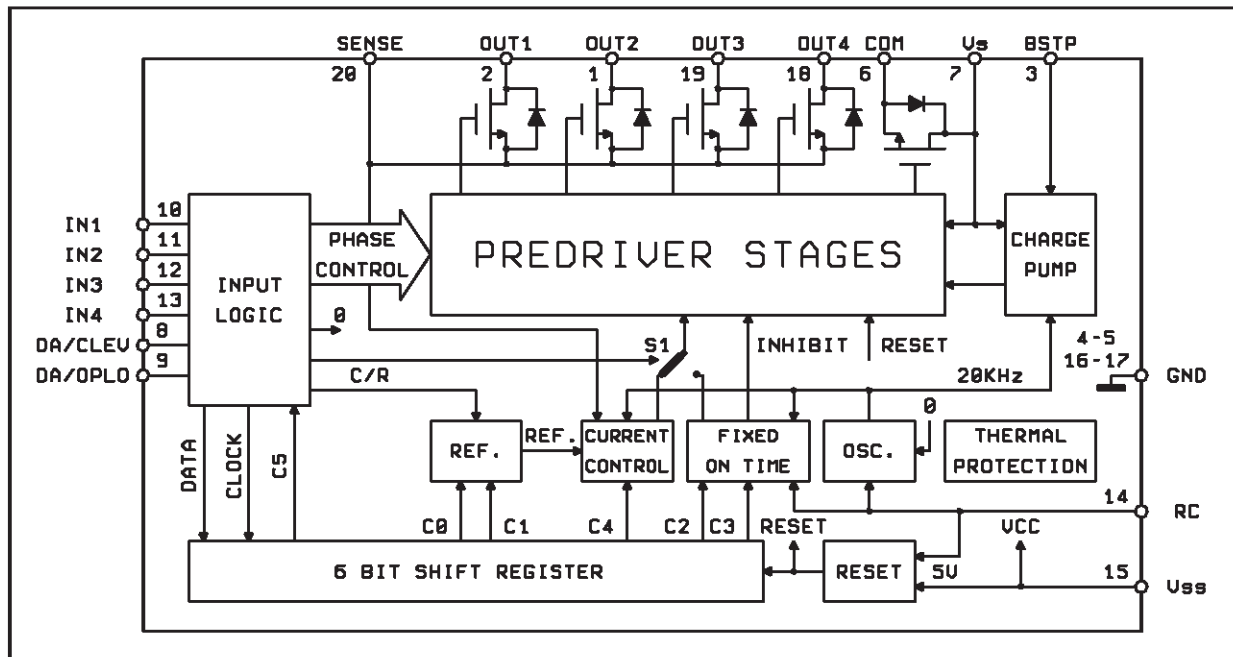 SENSE OUT1 OUT2 OUT3 OUT4 COM Vs BSTP
20 2 1 19 18 6 7 3
IN1 10
IN2 11
IN3 12
IN4 13
DA/CLEV 8
DA/OPLO 9
INPUT
LOGIC
PHASE
CONTROL
PREDRIVER STAGES
CHARGE
PUMP
0
S1
INHIBIT
RESET
4-5
16-17
GND
C/R
20KHz
0
REF.
REF.
CURRENT
CONTROL
FIXED
ON TIME
OSC.
THERMAL
PROTECTION
DATA
CLOCK
C5
14
RC
C0 C1 C4 C2 C3 RESET VCC
6 BIT SHIFT REGISTER
RESET
5V
15
Vss